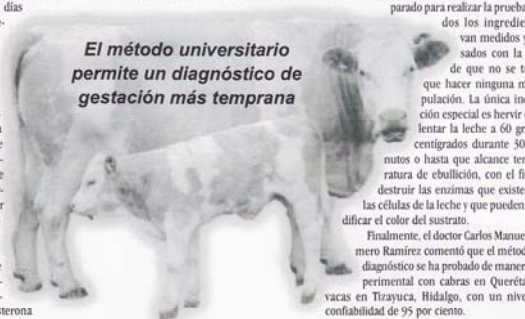 días
El método universitario
permite un diagnóstico de
gestación más temprana
sterona
parado para realizar la prueba
dos los ingredie
van medidos y
sados con la
de que no se t
que hacer ninguna m
pulación. La única in
ción especial es hervir
lentar la leche a 60 gr
centígrados durante 30
nutos o hasta que alcance te
ratura de ebullición, con el fi
destruir las enzimas que existe
las células de la leche y que pueden
dificar el color del sustrato.
Finalmente, el doctor Carlos Manue
mero Ramírez comentó que el métod
diagnóstico se ha probado de maner
perimental con cabras en Queréta
vacas en Tizayuca, Hidalgo, con un nive
confiabilidad de 95 por ciento.